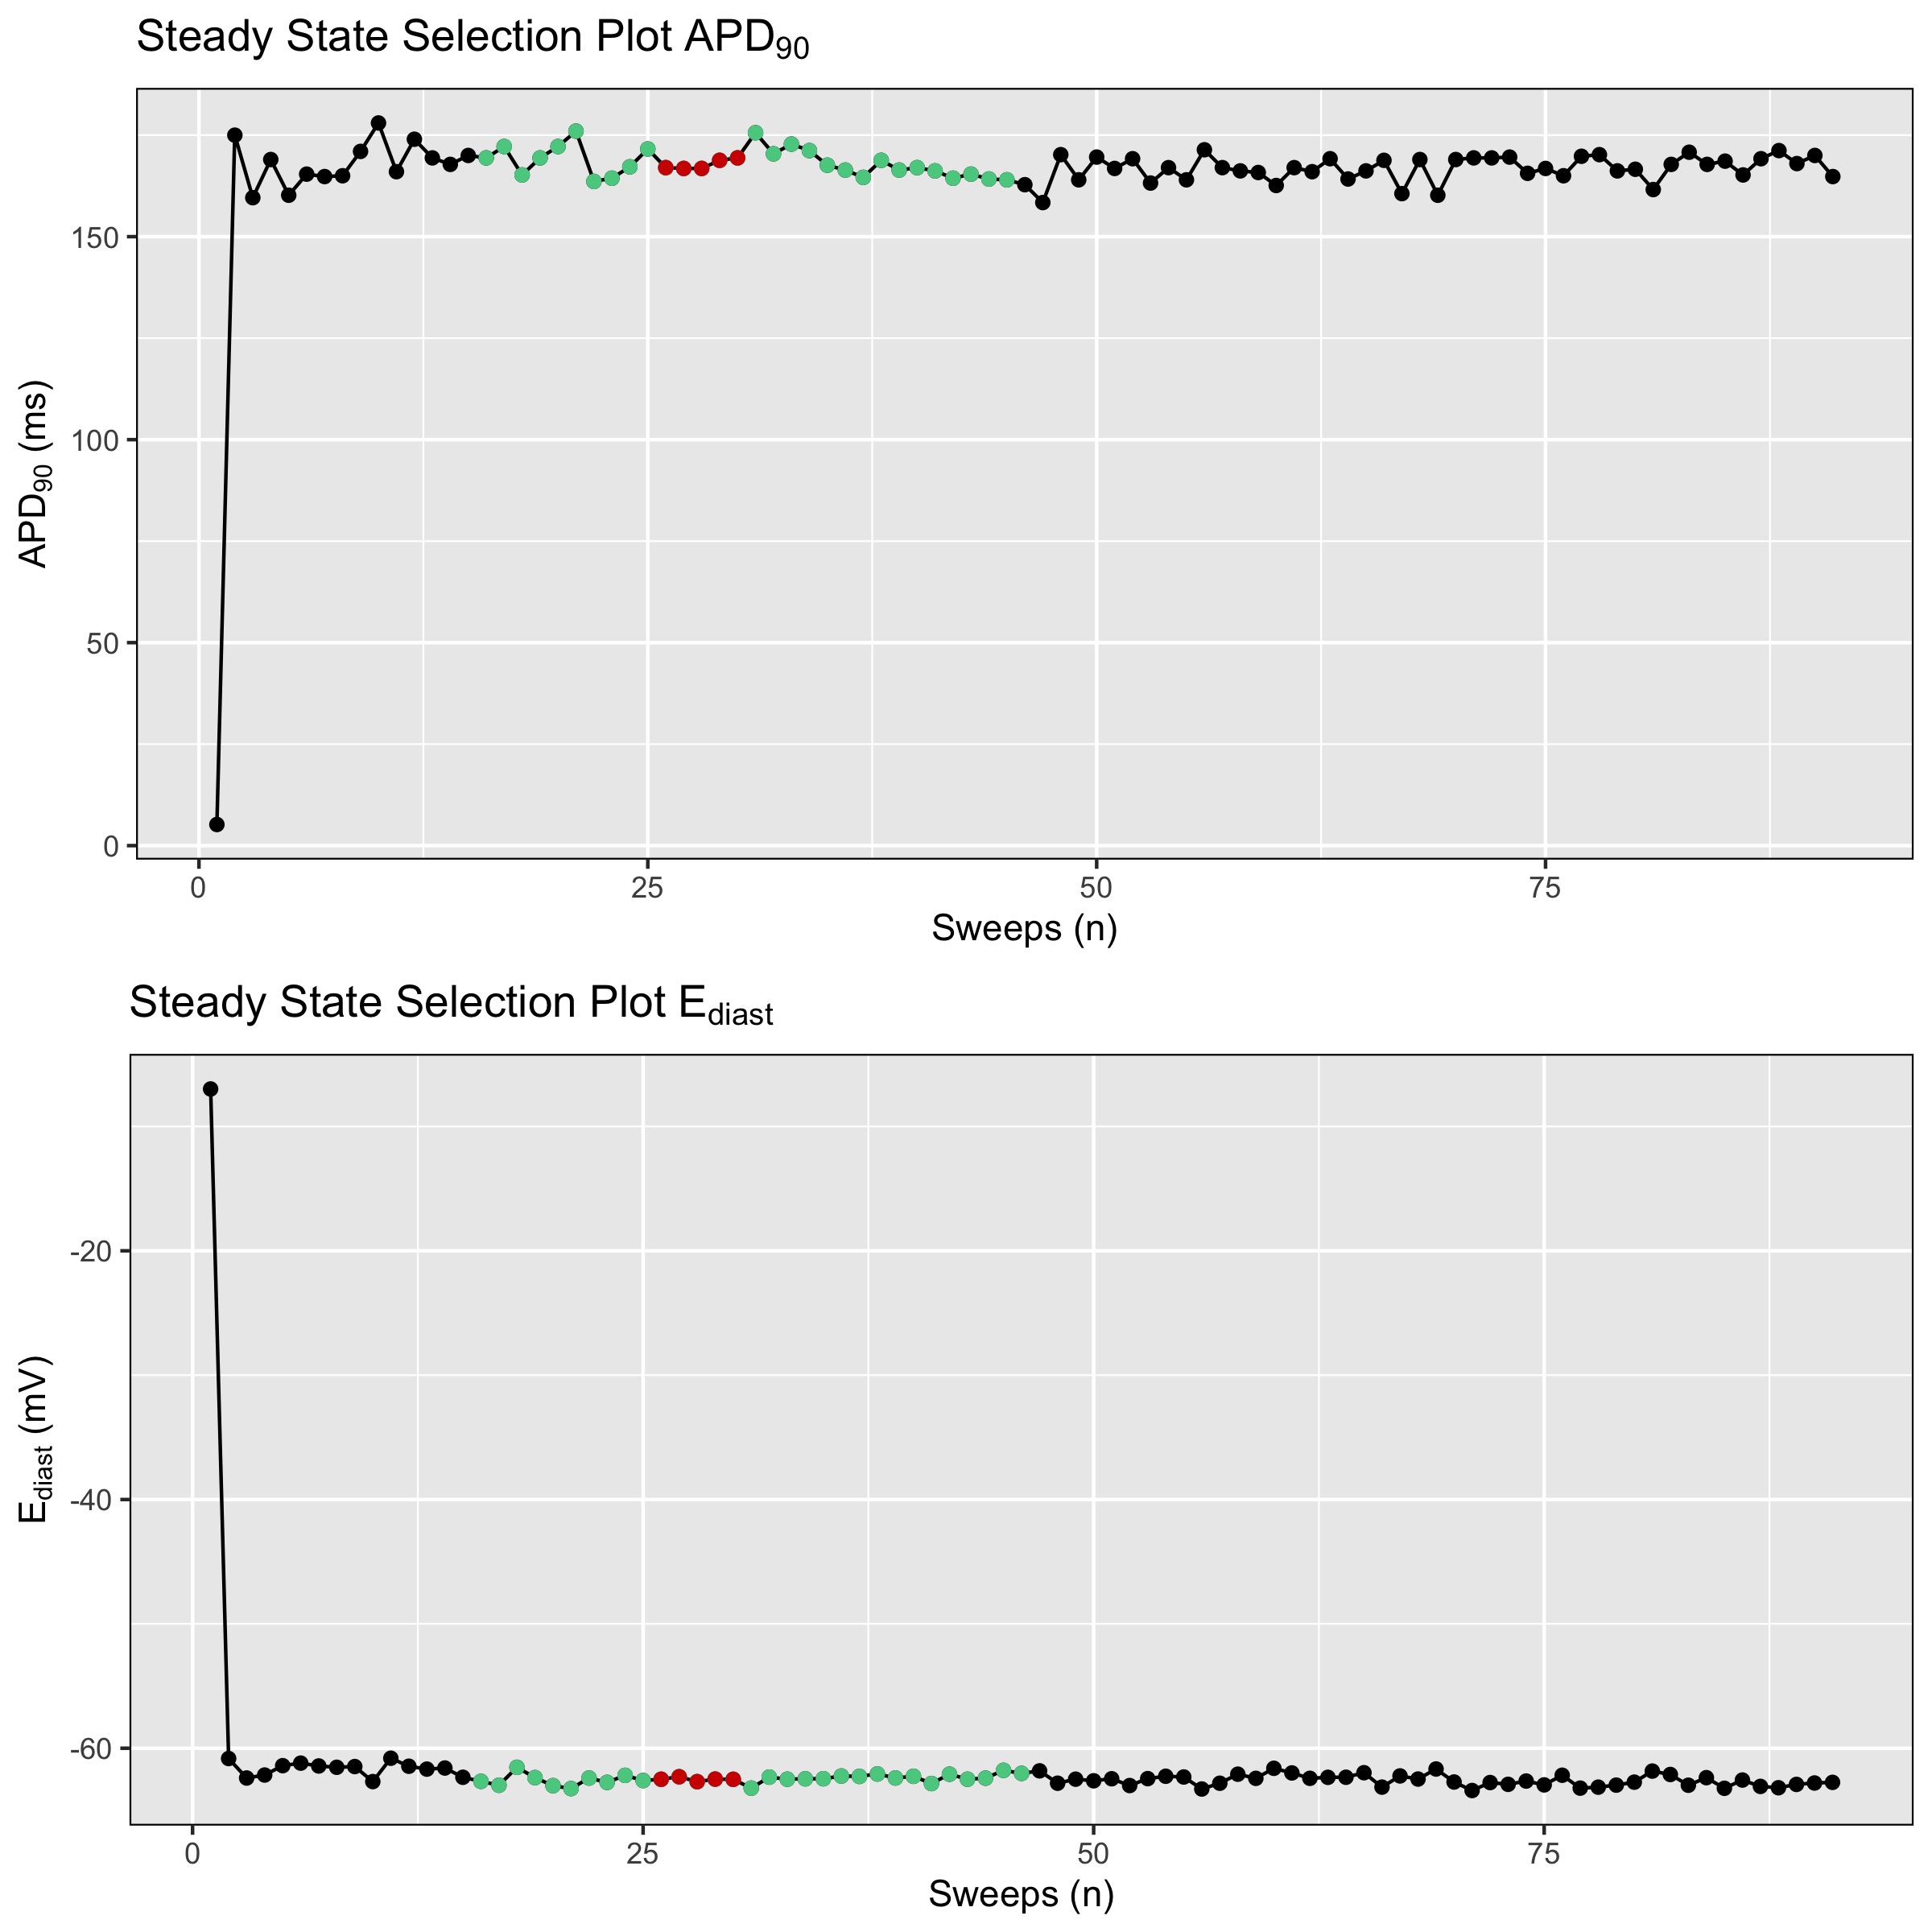 Steady State Selection Plot APD90
APD90 (ms)
150
100
50
0
0 25 50 75
Sweeps (n)
Steady State Selection Plot Ediast
Ediast (mV)
-20
-40
-60
0 25 50 75
Sweeps (n)